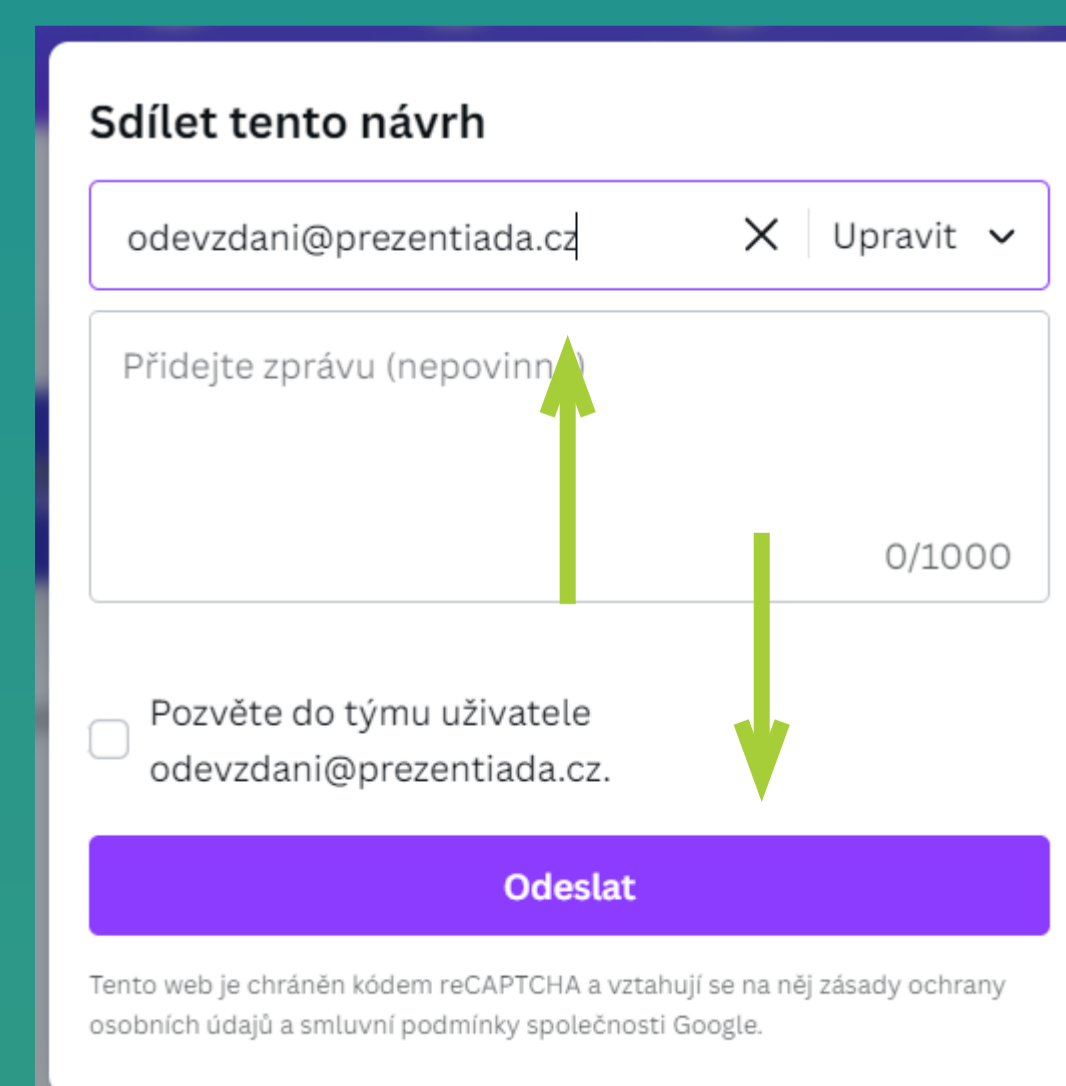 Sdílet tento návrh
odevzdani@prezentiada.cz Upravit
Přidejte zprávu (nepovinné)
0/1000
Pozvěte do týmu uživatele
odevzdani@prezentiada.cz.
Odeslat
Tento web je chráněn kódem reCAPTCHA a vztahují se na něj zásady ochrany
osobních údajů a smluvní podmínky společnosti Google.